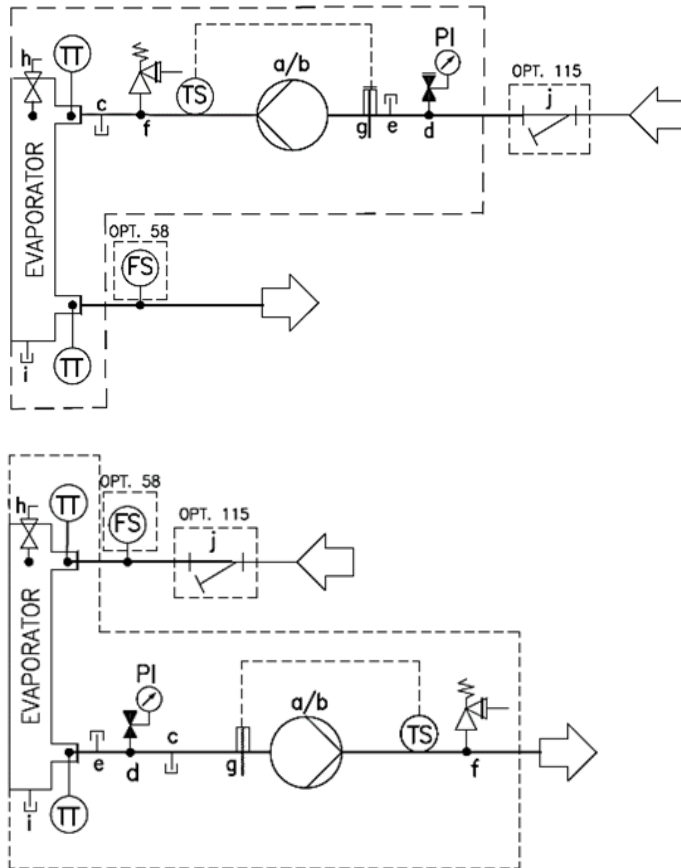 h
TT
c
f
TS
a/b
g
e
d
PI
OPT. 115
j
EVAPORATOR
OPT. 58
FS
TT
i
h
TT
OPT. 58
FS
OPT. 115
j
EVAPORATOR
PI
e
d
c
g
a/b
TS
f
TT
i